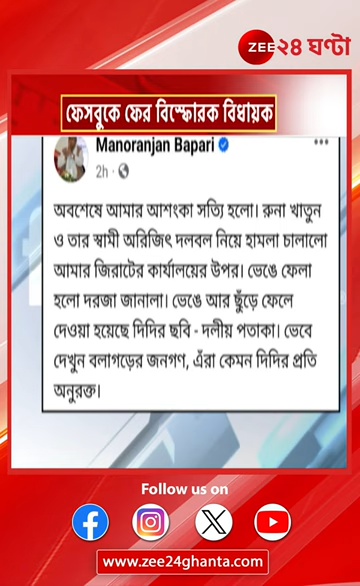 ZEE ২৪ ঘণ্টা
ফেসবুকে ফের বিস্ফোরক বিধায়ক
Manoranjan Bapari
2h
অবশেষে আমার আশংকা সত্যি হলো। রুনা খাতুন
ও তার স্বামী অরিজিৎ দলবল নিয়ে হামলা চালালো
আমার জিরাটের কার্যালয়ের উপর। ভেঙে ফেলা
হলো দরজা জানালা। ভেঙে আর ছুঁড়ে ফেলে
দেওয়া হয়েছে দিদির ছবি - দলীয় পতাকা। ভেবে
দেখুন বলাগড়ের জনগণ, এঁরা কেমন দিদির প্রতি
অনুরক্ত।
Follow us on
www.zee24ghanta.com